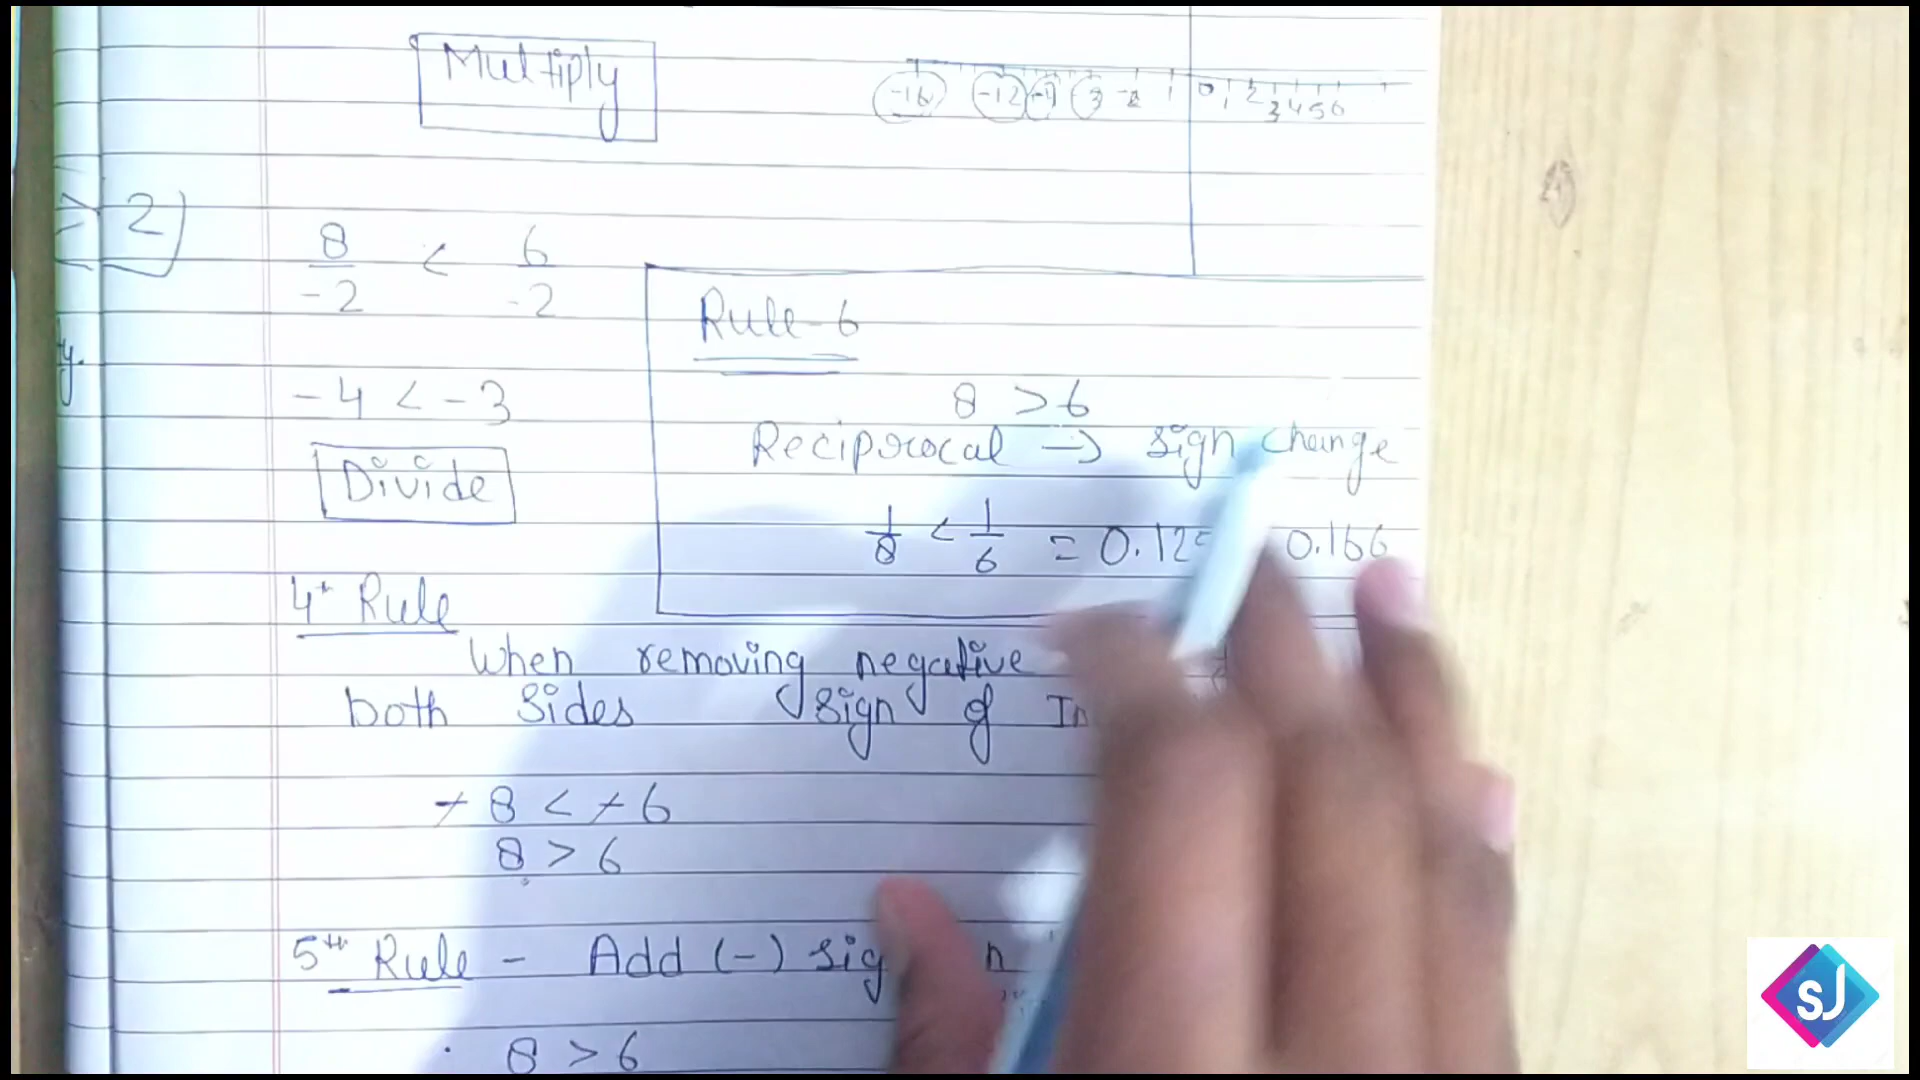 Multiply
-16 -12 3 -2 1 0 1 2 3 4 5 6
> 2)
8/-2 < 6/-2
Rule-6
y.
8 > 6
-4 < -3
Reciprocal → sign change
Divide
1/8 < 1/6 = 0.125 0.166
4th Rule
When removing negative
both sides sign of In
-8 < -6
8 > 6
5th Rule - Add (-) sig n
8 > 6
SJ